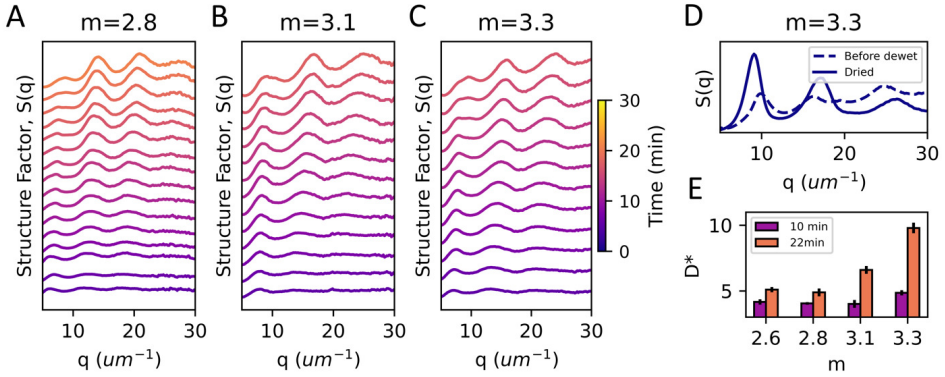 A
m=2.8
Structure Factor, S(q)
10 20 30
q (um⁻¹)
B
m=3.1
Structure Factor, S(q)
10 20 30
q (um⁻¹)
C
m=3.3
Structure Factor, S(q)
10 20 30
q (um⁻¹)
30
20
10
0
Time (min)
D
m=3.3
S(q)
Before dewet
Dried
10 20 30
q (um⁻¹)
E
D*
10
5
10 min
22min
2.6 2.8 3.1 3.3
m